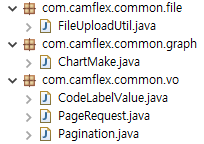 com.camflex.common.file
FileUploadUtil.java
com.camflex.common.graph
ChartMake.java
com.camflex.common.vo
CodeLabelValue.java
PageRequest.java
Pagination.java